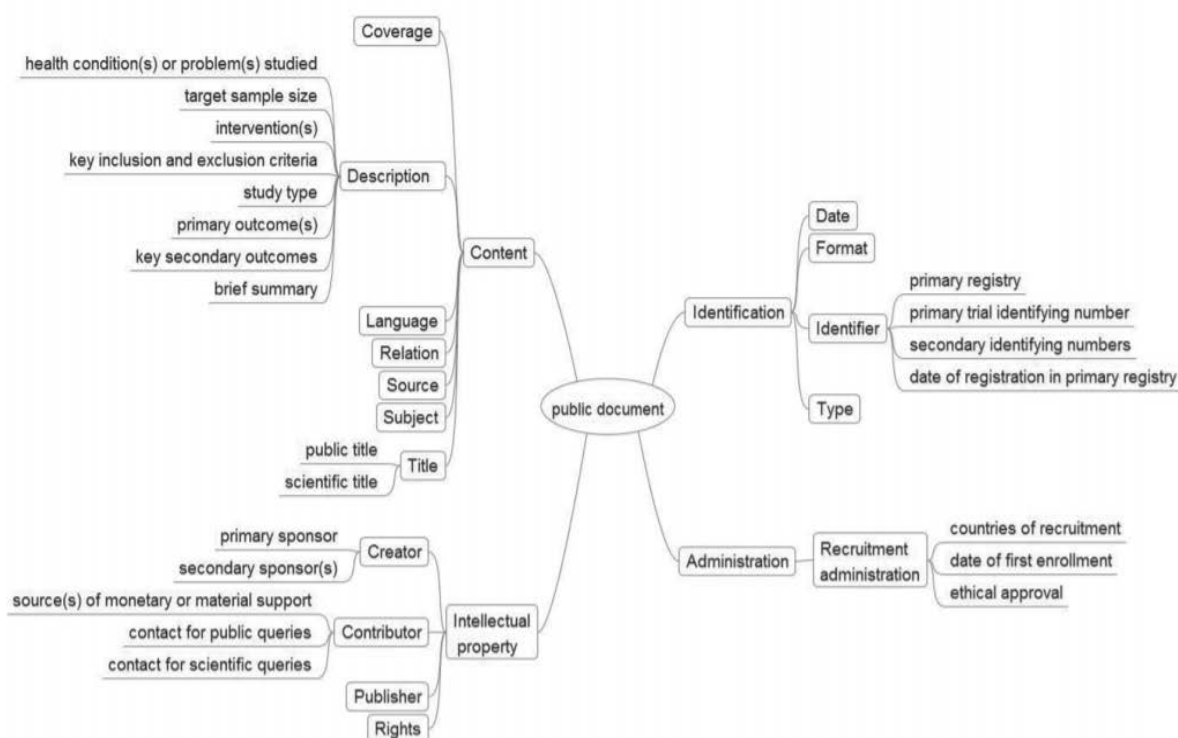 Coverage
health condition(s) or problem(s) studied
target sample size
intervention(s)
key inclusion and exclusion criteria
study type
primary outcome(s)
key secondary outcomes
brief summary
Description
Content
Language
Relation
Source
Subject
public title
scientific title
Title
primary sponsor
secondary sponsor(s)
Creator
source(s) of monetary or material support
contact for public queries
contact for scientific queries
Contributor
Intellectual
property
Publisher
Rights
public document
Identification
Date
Format
Identifier
primary registry
primary trial identifying number
secondary identifying numbers
date of registration in primary registry
Type
Administration
Recruitment
administration
countries of recruitment
date of first enrollment
ethical approval